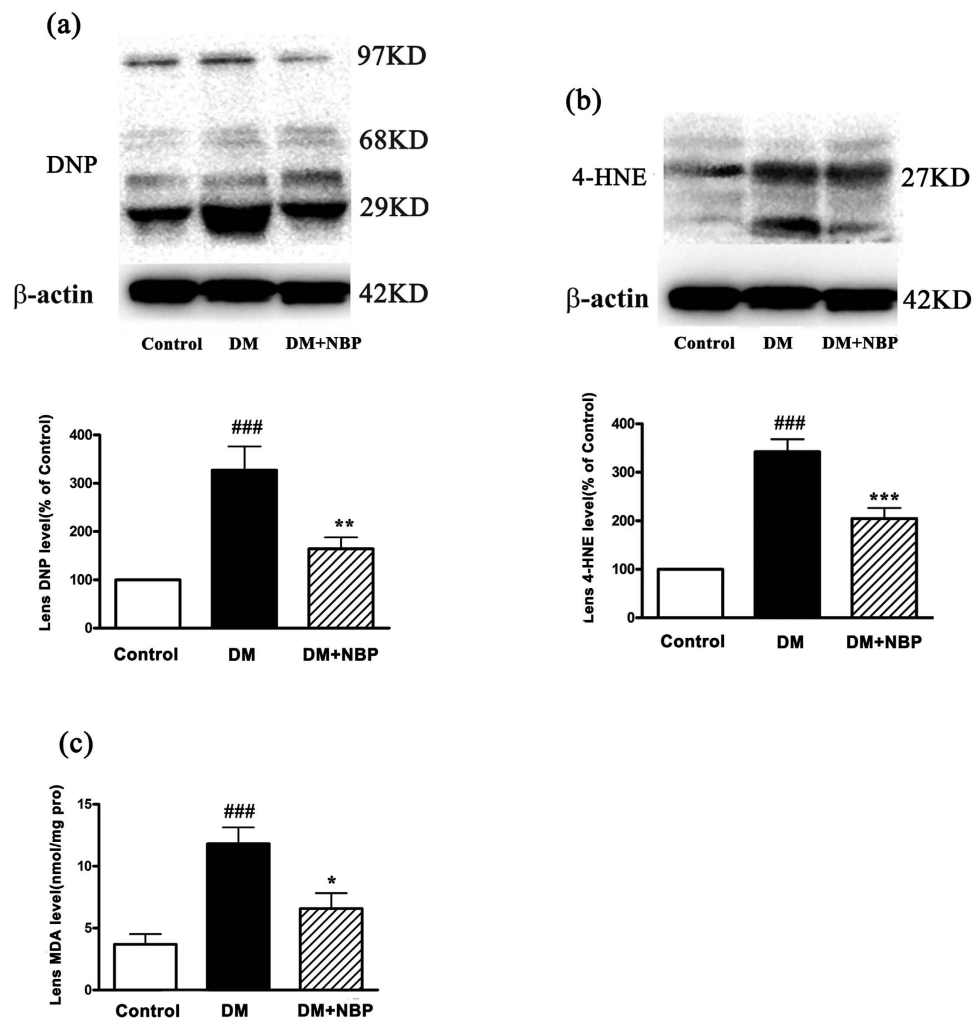 (a)
97KD
68KD
DNP
29KD
β-actin
42KD
Control DM DM+NBP
(b)
4-HNE
27KD
β-actin
42KD
Control DM DM+NBP
Lens DNP level(% of Control)
400
300
200
100
0
###
**
Control DM DM+NBP
Lens 4-HNE level(% of Control)
400
300
200
100
0
###
***
Control DM DM+NBP
(c)
Lens MDA level(nmol/mg pro)
15
10
5
0
###
*
Control DM DM+NBP